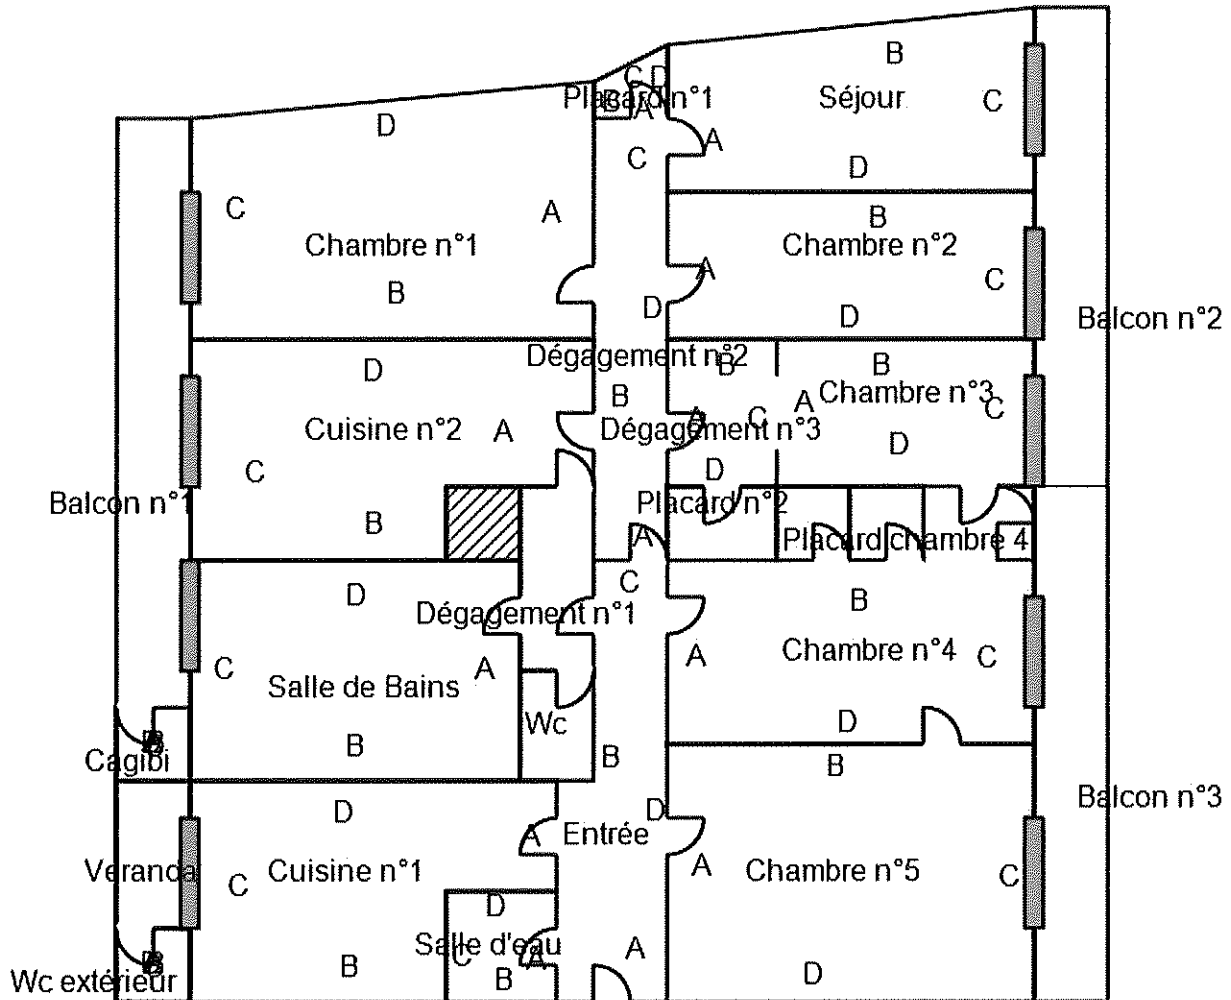 B
C D
Placard n°1
B
A
Séjour
C
D
A
C
D
C
A
B
Chambre n°1
Chambre n°2
A
C
B
D
D
Balcon n°2
Dégagement n°2
B
B
D
B
Chambre n°3
A
C
Cuisine n°2
A
Dégagement n°3
A
C
D
C
D
Balcon n°1
Placard n°2
B
A
Placard chambre 4
C
D
B
Dégagement n°1
Chambre n°4
C
A
C
Salle de Bains
A
Wc
D
B
B
B
Cagibi
B
Balcon n°3
D
D
A
Entrée
A
Veranda
C
Cuisine n°1
Chambre n°5
C
D
Salle d'eau
C
A
A
B
B
B
D
Wc extérieur